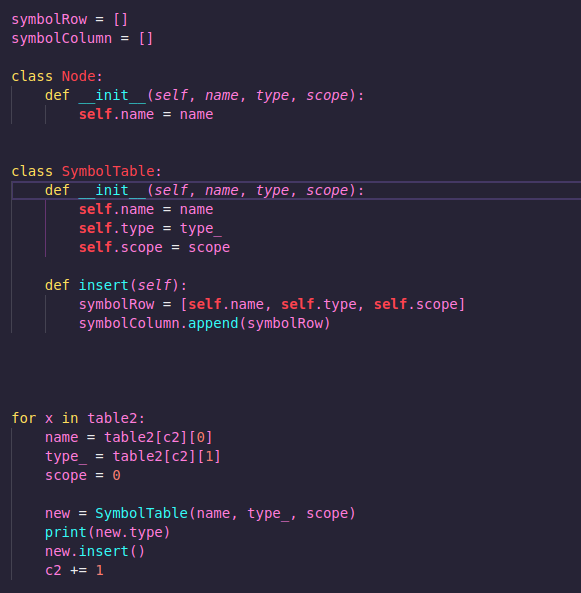 symbolRow = []
symbolColumn = []
class Node:
def __init__(self, name, type, scope):
self.name = name
class SymbolTable:
def __init__(self, name, type, scope):
self.name = name
self.type = type_
self.scope = scope
def insert(self):
symbolRow = [self.name, self.type, self.scope]
symbolColumn.append(symbolRow)
for x in table2:
name = table2[c2][0]
type_ = table2[c2][1]
scope = 0
new = SymbolTable(name, type_, scope)
print(new.type)
new.insert()
c2 += 1